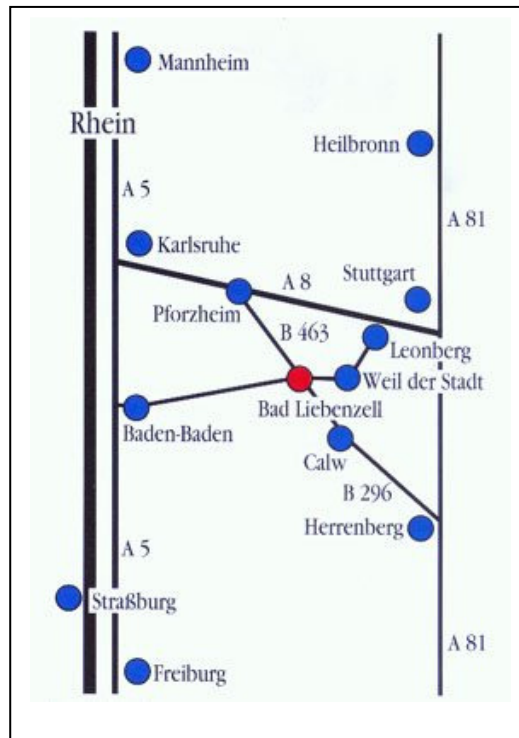 Mannheim
Rhein
Heilbronn
A 5
A 81
Karlsruhe
A 8
Stuttgart
Pforzheim
B 463
Leonberg
Weil der Stadt
Bad Liebenzell
Baden-Baden
Calw
B 296
Herrenberg
A 5
Straßburg
A 81
Freiburg